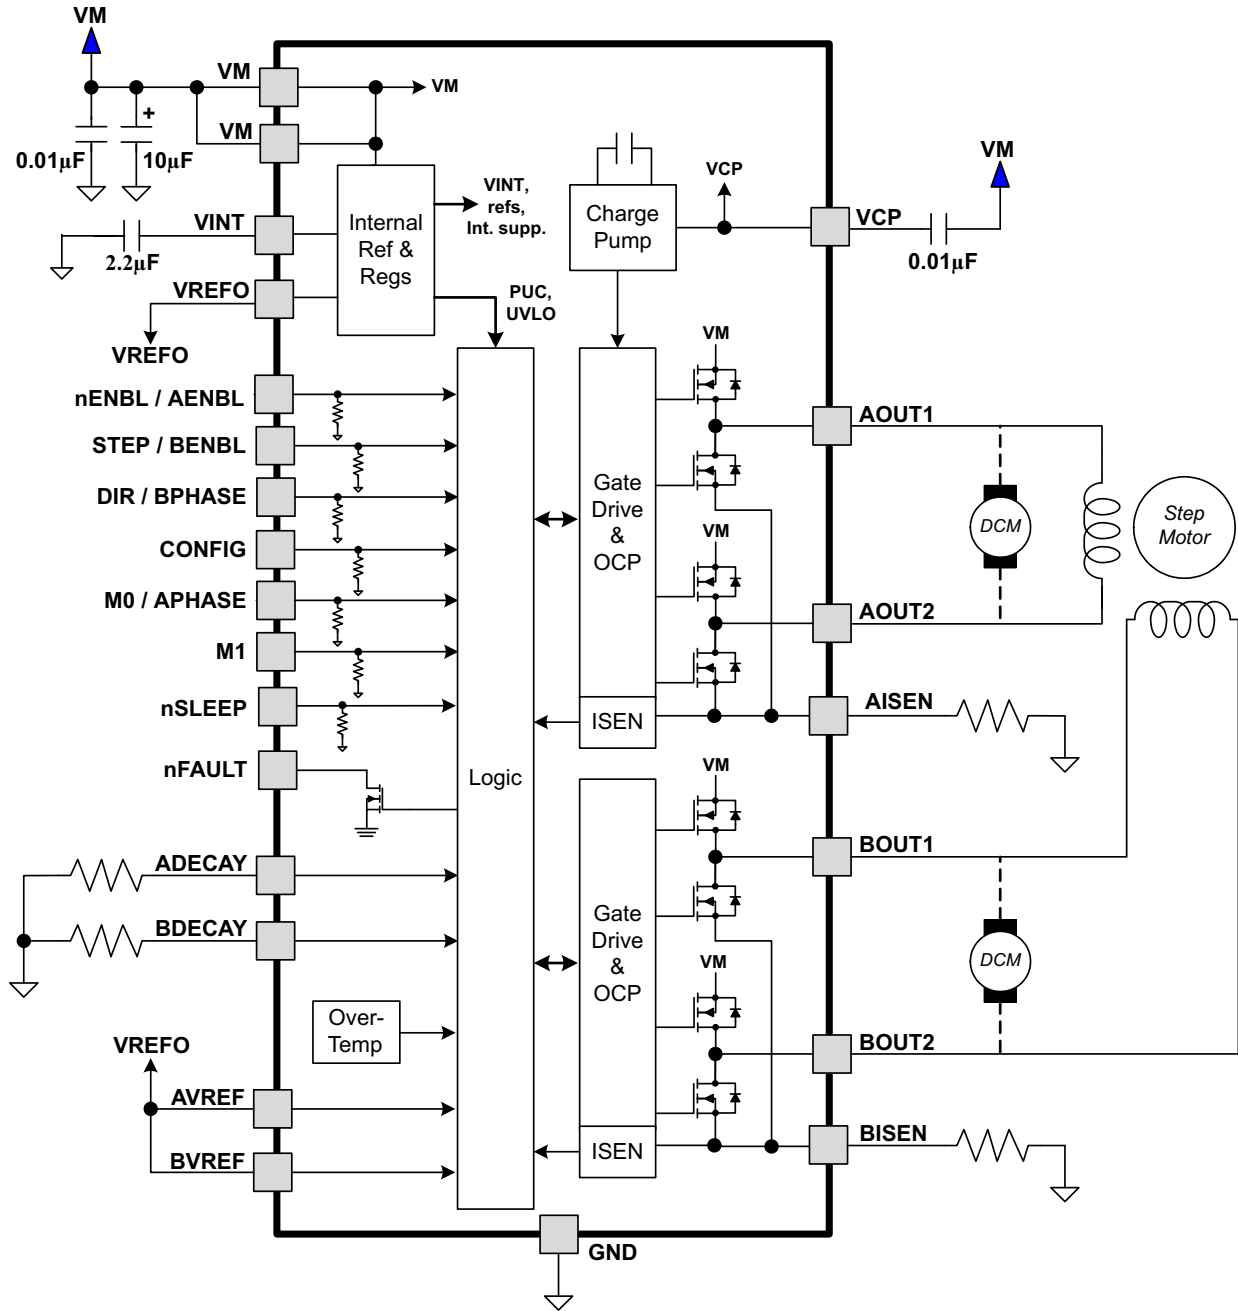 VM
VM
VM
VM
+
0.01µF
10µF
VINT
2.2µF
VREFO
VREFO
Internal
Ref &
Regs
VINT,
refs,
Int. supp.
PUC,
UVLO
Charge
Pump
VCP
VCP
VM
0.01µF
nENBL / AENBL
STEP / BENBL
DIR / BPHASE
CONFIG
M0 / APHASE
M1
nSLEEP
nFAULT
ADECAY
BDECAY
Over-
Temp
VREFO
AVREF
BVREF
Logic
Gate
Drive
&
OCP
ISEN
VM
VM
AOUT1
DCM
Step
Motor
AOUT2
AISEN
Gate
Drive
&
OCP
ISEN
VM
VM
BOUT1
DCM
BOUT2
BISEN
GND